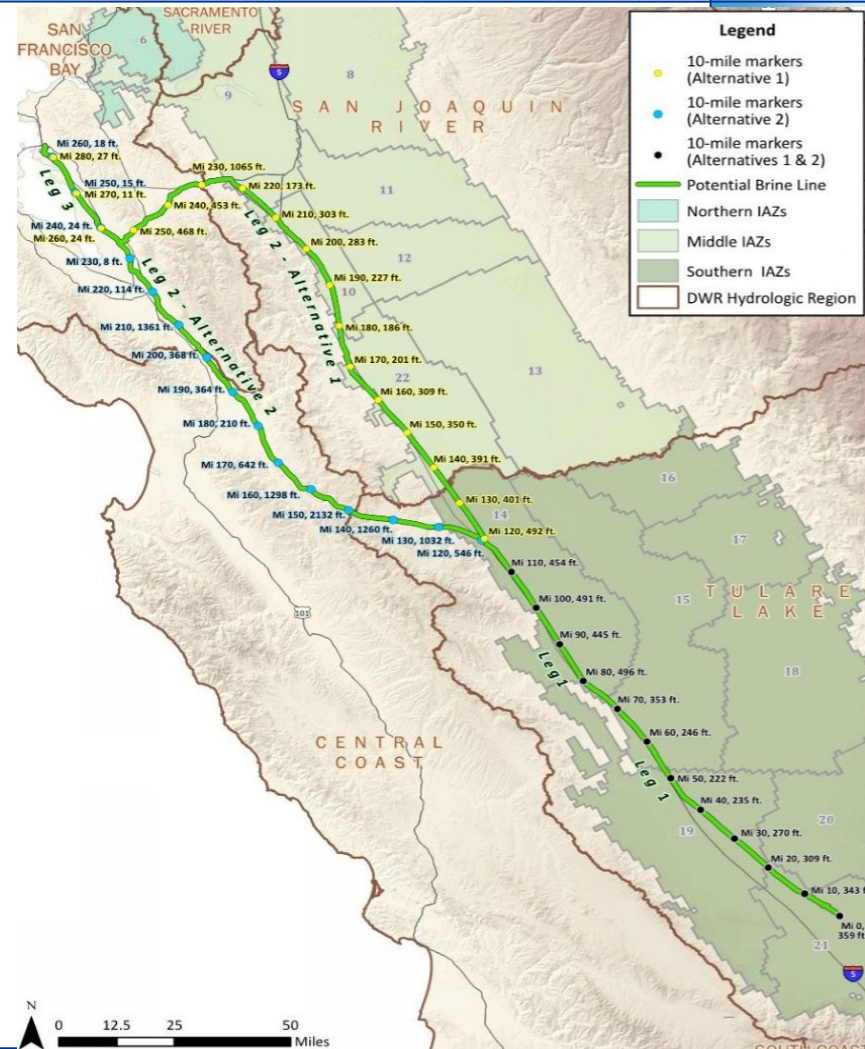 SAN
FRANCISCO
BAY
SACRAMENTO
RIVER
6
5
8
9
SAN JOAQUIN
RIVER
Legend
10-mile markers
(Alternative 1)
10-mile markers
(Alternative 2)
10-mile markers
(Alternatives 1 & 2)
Potential Brine Line
Northern IAZs
Middle IAZs
Southern IAZs
DWR Hydrologic Region
Mi 260, 18 ft.
Mi 280, 27 ft.
Leg 3
Mi 250, 15 ft.
Mi 270, 11 ft.
Mi 240, 24 ft.
Mi 260, 24 ft.
Mi 230, 1065 ft.
Mi 240, 453 ft.
Mi 250, 468 ft.
Mi 220, 173 ft.
Mi 210, 303 ft.
Mi 200, 283 ft.
Mi 190, 227 ft.
Mi 180, 186 ft.
Mi 170, 201 ft.
Mi 160, 309 ft.
Mi 150, 350 ft.
Mi 140, 391 ft.
Mi 130, 401 ft.
Mi 120, 492 ft.
Leg 2 - Alternative 1
11
12
10
13
22
Mi 230, 8 ft.
Mi 220, 114 ft.
Mi 210, 1361 ft.
Mi 200, 368 ft.
Mi 190, 364 ft.
Mi 180, 210 ft.
Mi 170, 642 ft.
Mi 160, 1298 ft.
Mi 150, 2132 ft.
Mi 140, 1260 ft.
Mi 130, 1032 ft.
Mi 120, 546 ft.
Leg 2 - Alternative 2
14
16
17
15
TULARE
LAKE
18
Mi 110, 454 ft.
Mi 100, 491 ft.
Mi 90, 445 ft.
Mi 80, 496 ft.
Leg 1
Mi 70, 353 ft.
Mi 60, 246 ft.
Leg 1
Mi 50, 222 ft.
Mi 40, 235 ft.
Mi 30, 270 ft.
Mi 20, 309 ft.
Mi 10, 343 f
Mi 0,
359 ft
19
20
21
5
101
CENTRAL
COAST
N
0 12.5 25 50
Miles
SOUTH COAST